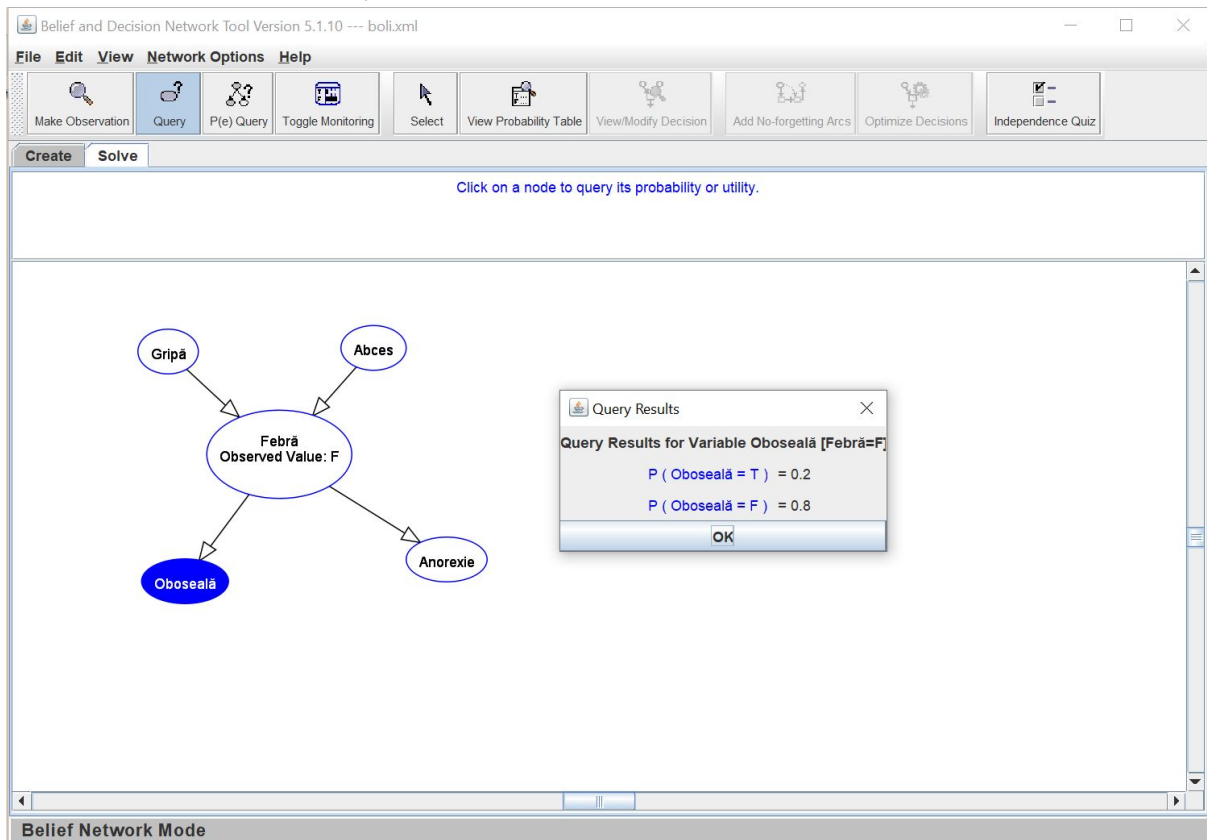 Belief and Decision Network Tool Version 5.1.10 --- boli.xml
File Edit View Network Options Help
Make Observation Query P(e) Query Toggle Monitoring Select View Probability Table View/Modify Decision Add No-forgetting Arcs Optimize Decisions Independence Quiz
Create Solve
Click on a node to query its probability or utility.
Gripă
Abces
Febră
Observed Value: F
Oboseală
Anorexie
Query Results
Query Results for Variable Oboseală [Febră=F]
P ( Oboseală = T ) = 0.2
P ( Oboseală = F ) = 0.8
OK
Belief Network Mode